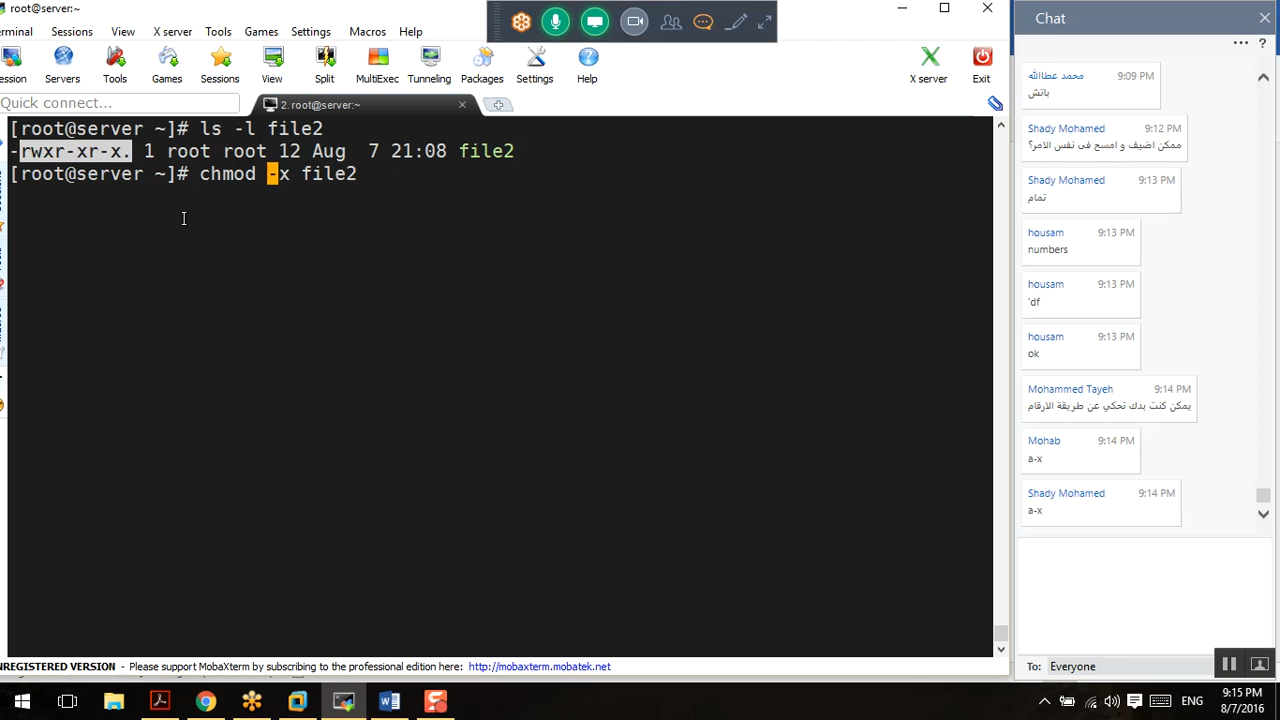 root@server:~
erminal
Sessions
View
X server
Tools
Games
Settings
Macros
Help
ession
Servers
Tools
Games
Sessions
View
Split
MultiExec
Tunneling
Packages
Settings
Help
X server
Exit
Quick connect...
2. root@server:~
[root@server ~]# ls -l file2
-rwxr-xr-x. 1 root root 12 Aug  7 21:08 file2
[root@server ~]# chmod -x file2
NREGISTERED VERSION - Please support MobaXterm by subscribing to the professional edition here: http://mobaxterm.mobatek.net
Chat
محمد عطاالله 9:09 PM
باتش
Shady Mohamed 9:12 PM
ممكن اضيف و امسح فى نفس الامر؟
Shady Mohamed 9:13 PM
تمام
housam 9:13 PM
numbers
housam 9:13 PM
'df
housam 9:13 PM
ok
Mohammed Tayeh 9:14 PM
يمكن كنت بدك تحكي عن طريقة الارقام
Mohab 9:14 PM
a-x
Shady Mohamed 9:14 PM
a-x
To: Everyone
ENG
9:15 PM
8/7/2016